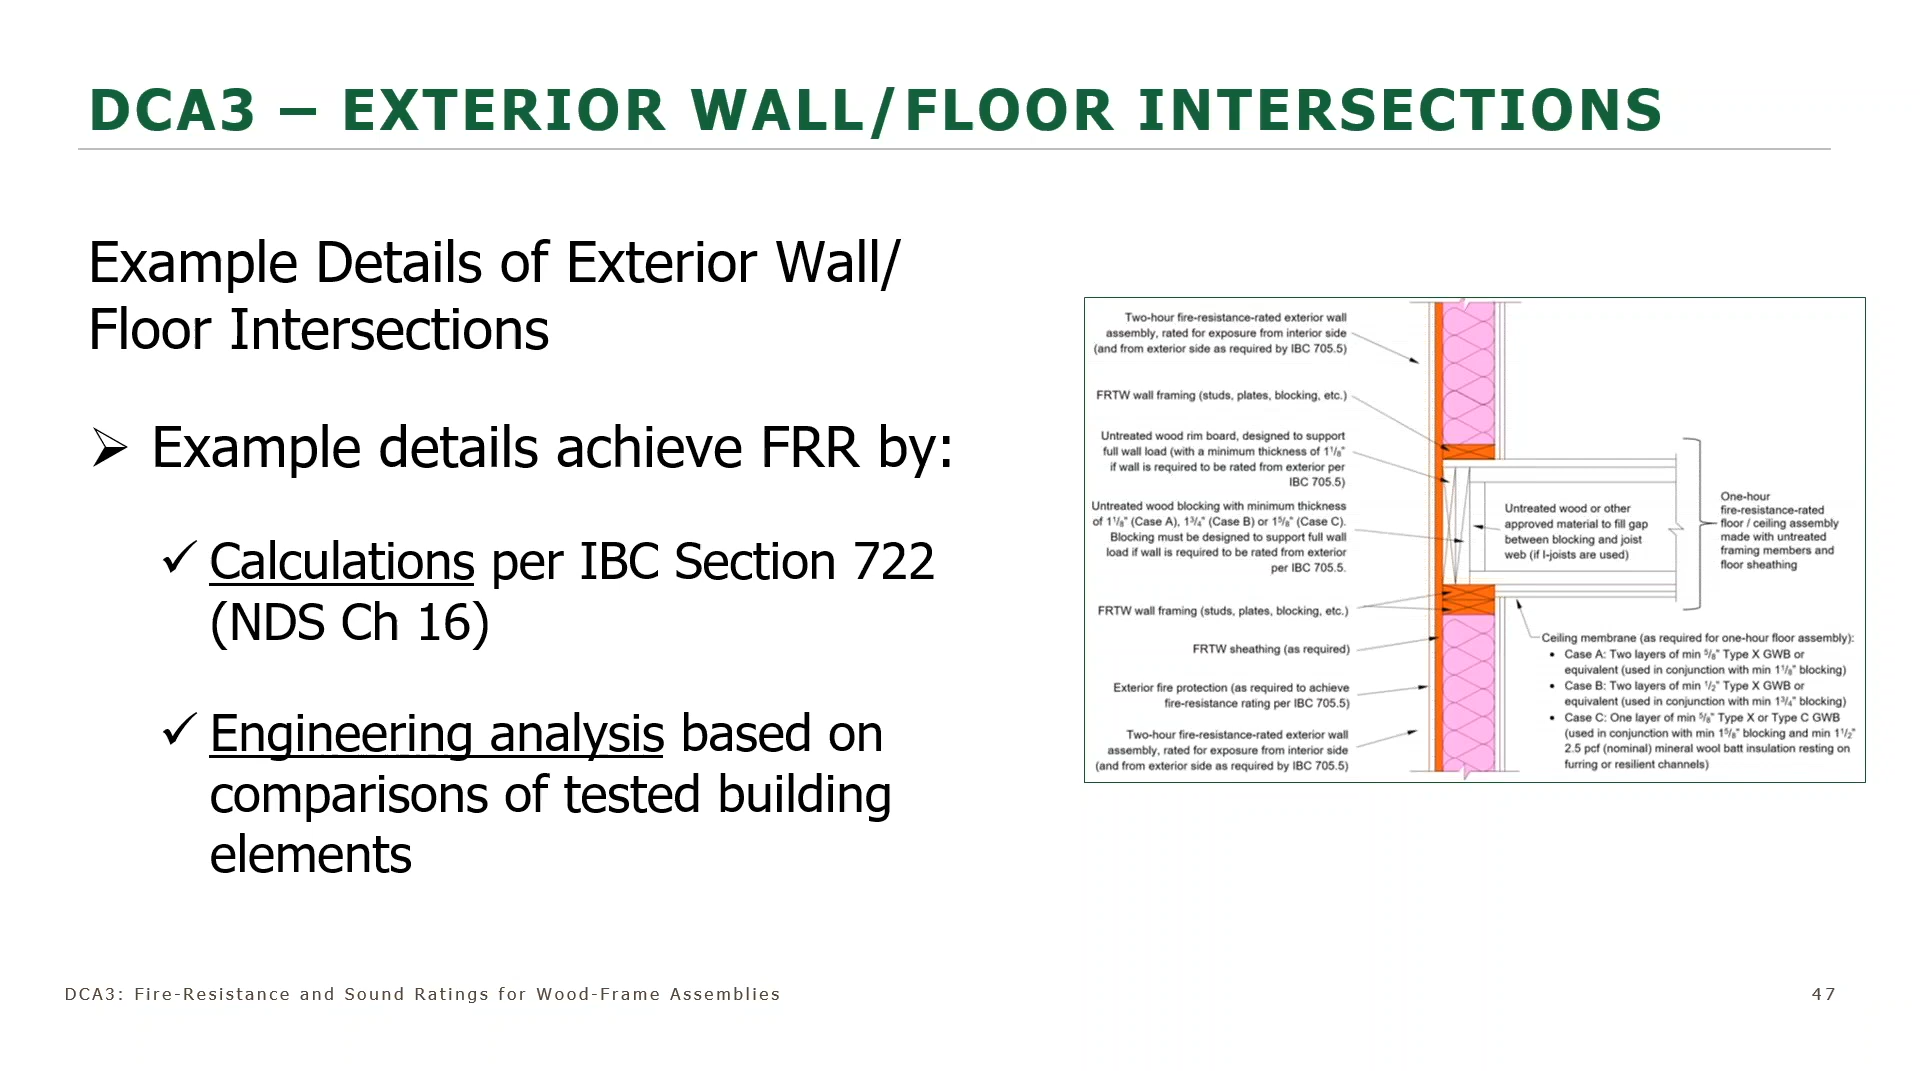 DCA3 – EXTERIOR WALL/FLOOR INTERSECTIONS
Example Details of Exterior Wall/
Floor Intersections
➢ Example details achieve FRR by:
✓ Calculations per IBC Section 722
(NDS Ch 16)
✓ Engineering analysis based on
comparisons of tested building
elements
Two-hour fire-resistance-rated exterior wall
assembly, rated for exposure from interior side
(and from exterior side as required by IBC 705.5)
FRTW wall framing (studs, plates, blocking, etc.)
Untreated wood rim board, designed to support
full wall load (with a minimum thickness of 1 1/8"
if wall is required to be rated from exterior per
IBC 705.5)
Untreated wood blocking with minimum thickness
of 1 1/8" (Case A), 1 3/4" (Case B) or 1 5/8" (Case C).
Blocking must be designed to support full wall
load if wall is required to be rated from exterior
per IBC 705.5.
FRTW wall framing (studs, plates, blocking, etc.)
FRTW sheathing (as required)
Exterior fire protection (as required to achieve
fire-resistance rating per IBC 705.5)
Two-hour fire-resistance-rated exterior wall
assembly, rated for exposure from interior side
(and from exterior side as required by IBC 705.5)
Untreated wood or other
approved material to fill gap
between blocking and joist
web (if I-joists are used)
One-hour
fire-resistance-rated
floor / ceiling assembly
made with untreated
framing members and
floor sheathing
Ceiling membrane (as required for one-hour floor assembly):
• Case A: Two layers of min 5/8" Type X GWB or
equivalent (used in conjunction with min 1 1/8" blocking)
• Case B: Two layers of min 1/2" Type X GWB or
equivalent (used in conjunction with min 1 3/4" blocking)
• Case C: One layer of min 5/8" Type X or Type C GWB
(used in conjunction with min 1 5/8" blocking and min 1 1/2"
2.5 pcf (nominal) mineral wool batt insulation resting on
furring or resilient channels)
DCA3: Fire-Resistance and Sound Ratings for Wood-Frame Assemblies
47